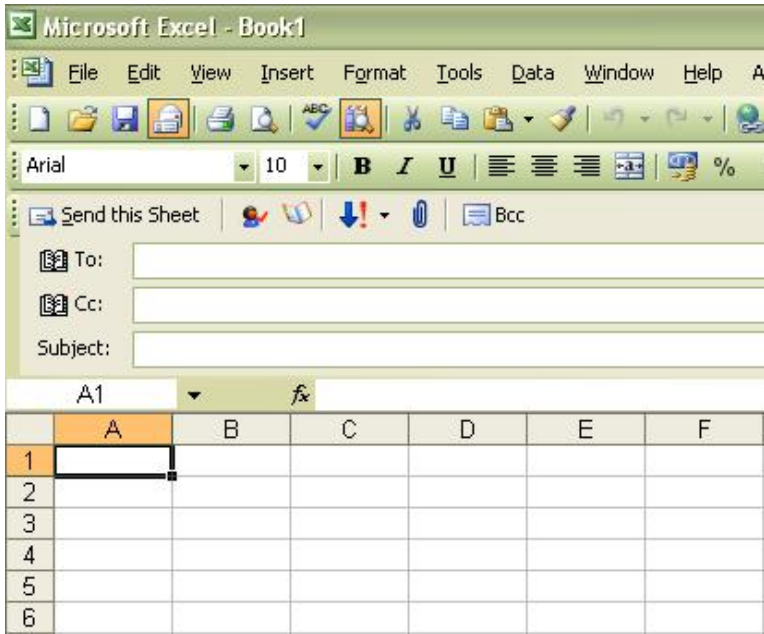 Microsoft Excel - Book1
File Edit View Insert Format Tools Data Window Help A
ABC
Arial 10 B I U a %
Send this Sheet Bcc
To:
Cc:
Subject:
A1 fx
A B C D E F
1
2
3
4
5
6